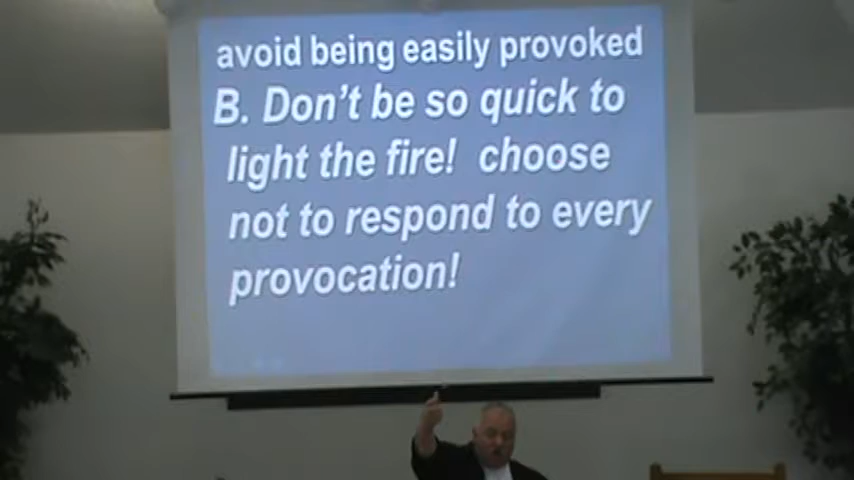 avoid being easily provoked
B. Don't be so quick to
light the fire! choose
not to respond to every
provocation!